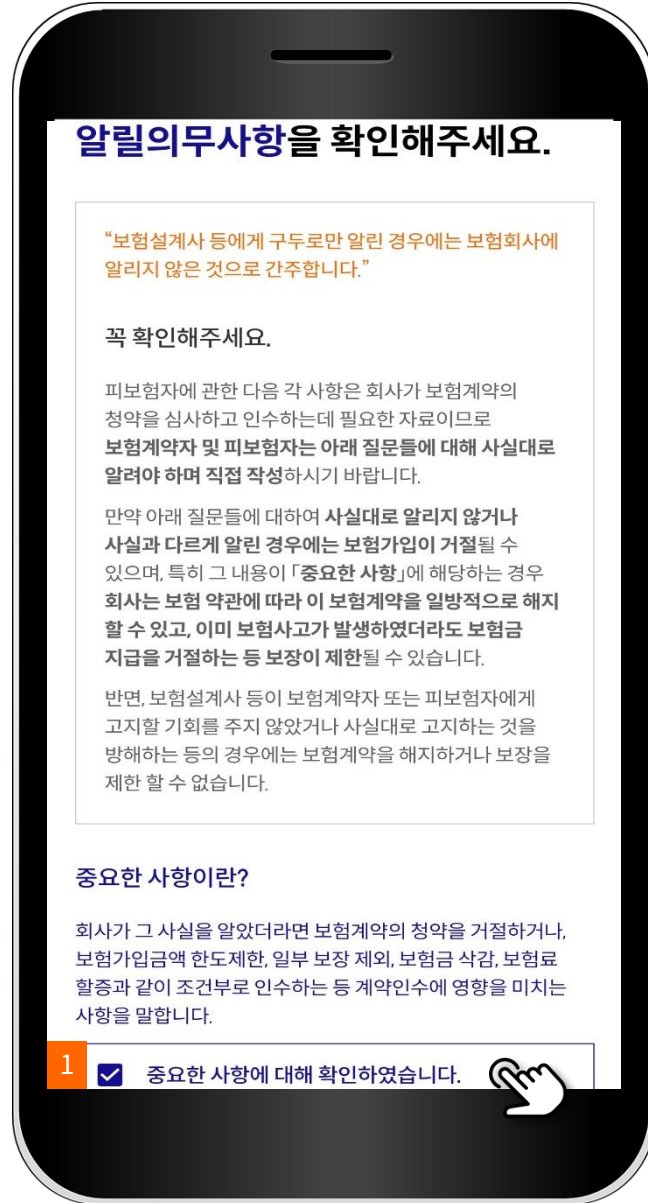 알릴의무사항을 확인해주세요.
“보험설계사 등에게 구두로만 알린 경우에는 보험회사에
알리지 않은 것으로 간주합니다.”
꼭 확인해주세요.
피보험자에 관한 다음 각 사항은 회사가 보험계약의
청약을 심사하고 인수하는데 필요한 자료이므로
보험계약자 및 피보험자는 아래 질문들에 대해 사실대로
알려야 하며 직접 작성하시기 바랍니다.
만약 아래 질문들에 대하여 사실대로 알리지 않거나
사실과 다르게 알린 경우에는 보험가입이 거절될 수
있으며, 특히 그 내용이 「중요한 사항」에 해당하는 경우
회사는 보험 약관에 따라 이 보험계약을 일방적으로 해지
할 수 있고, 이미 보험사고가 발생하였더라도 보험금
지급을 거절하는 등 보장이 제한될 수 있습니다.
반면, 보험설계사 등이 보험계약자 또는 피보험자에게
고지할 기회를 주지 않았거나 사실대로 고지하는 것을
방해하는 등의 경우에는 보험계약을 해지하거나 보장을
제한 할 수 없습니다.
중요한 사항이란?
회사가 그 사실을 알았더라면 보험계약의 청약을 거절하거나,
보험가입금액 한도제한, 일부 보장 제외, 보험금 삭감, 보험료
할증과 같이 조건부로 인수하는 등 계약인수에 영향을 미치는
사항을 말합니다.
1 중요한 사항에 대해 확인하였습니다.